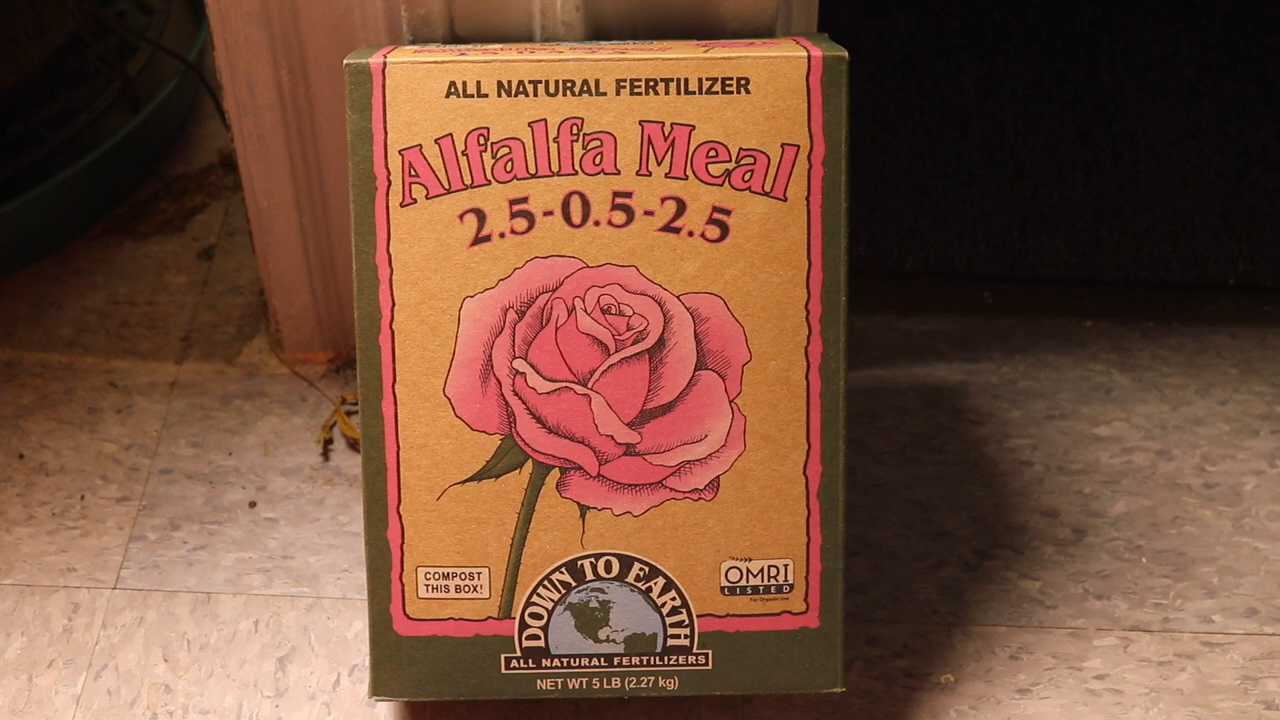 ALL NATURAL FERTILIZER
Alfalfa Meal
2.5-0.5-2.5
COMPOST
THIS BOX!
OMRI
LISTED
For Organic Use
DOWN TO EARTH
ALL NATURAL FERTILIZERS
NET WT 5 LB (2.27 kg)